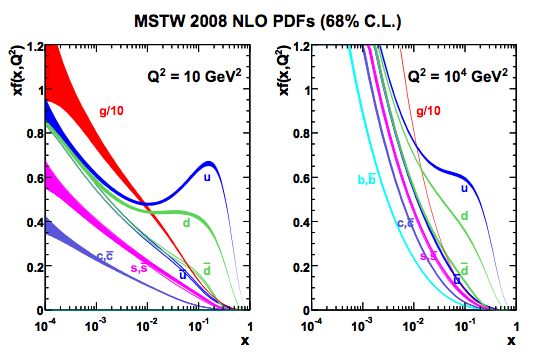 MSTW 2008 NLO PDFs (68% C.L.)
xf(x,Q²)
1.2
1
0.8
0.6
0.4
0.2
0
10⁻⁴
10⁻³
10⁻²
10⁻¹
1
x
Q² = 10 GeV²
g/10
u
d
c,c̅
s,s̅
u̅
d̅
xf(x,Q²)
1.2
1
0.8
0.6
0.4
0.2
0
10⁻⁴
10⁻³
10⁻²
10⁻¹
1
x
Q² = 10⁴ GeV²
g/10
b,b̅
u
d
c,c̅
s,s̅
d̅
u̅